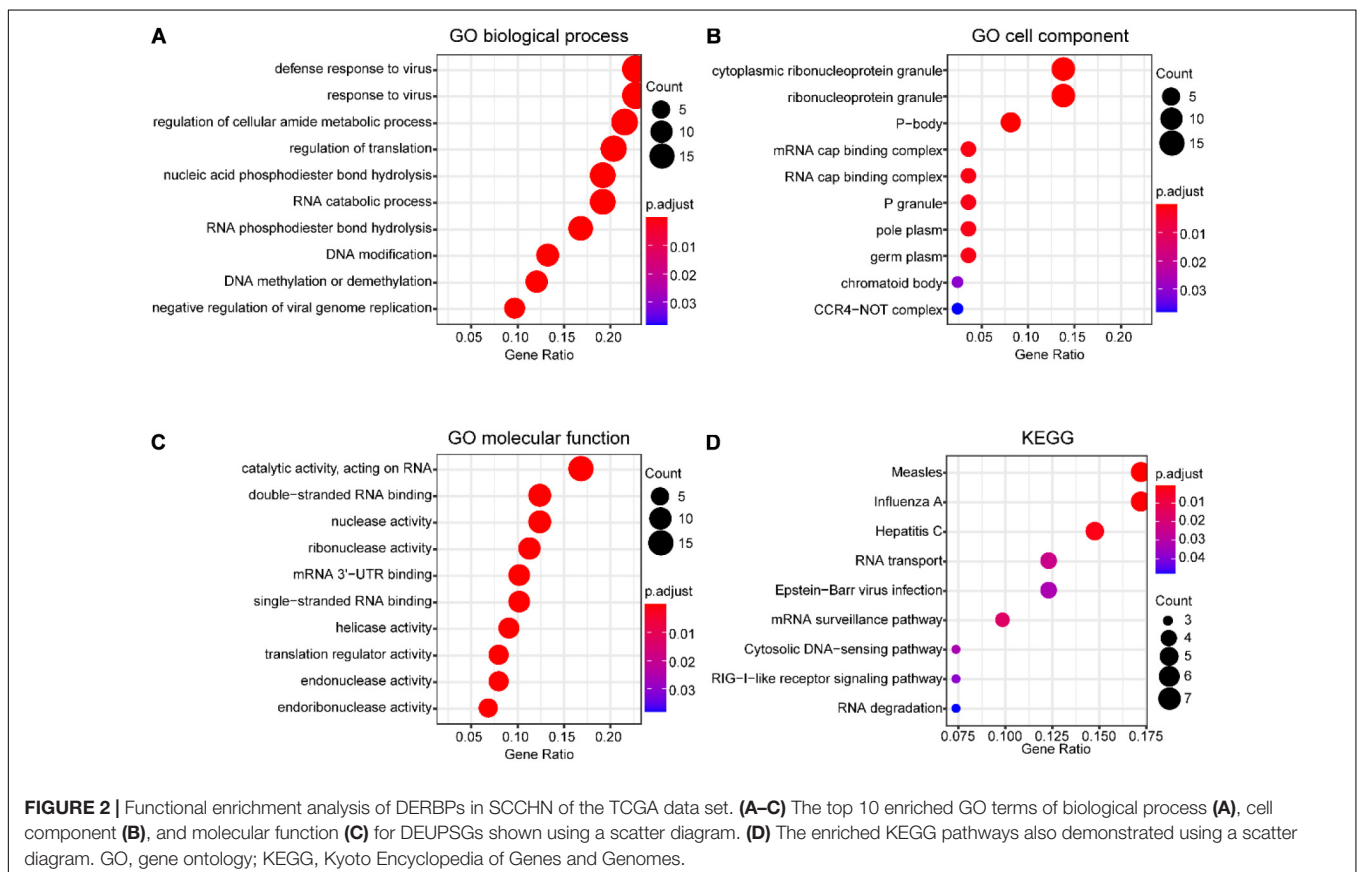 A
GO biological process
defense response to virus
response to virus
regulation of cellular amide metabolic process
regulation of translation
nucleic acid phosphodiester bond hydrolysis
RNA catabolic process
RNA phosphodiester bond hydrolysis
DNA modification
DNA methylation or demethylation
negative regulation of viral genome replication
0.05 0.10 0.15 0.20
Gene Ratio
Count
5
10
15
p.adjust
0.01
0.02
0.03
B
GO cell component
cytoplasmic ribonucleoprotein granule
ribonucleoprotein granule
P−body
mRNA cap binding complex
RNA cap binding complex
P granule
pole plasm
germ plasm
chromatoid body
CCR4−NOT complex
0.05 0.10 0.15 0.20
Gene Ratio
Count
5
10
15
p.adjust
0.01
0.02
0.03
C
GO molecular function
catalytic activity, acting on RNA
double−stranded RNA binding
nuclease activity
ribonuclease activity
mRNA 3'−UTR binding
single−stranded RNA binding
helicase activity
translation regulator activity
endonuclease activity
endoribonuclease activity
0.05 0.10 0.15 0.20
Gene Ratio
Count
5
10
15
p.adjust
0.01
0.02
0.03
D
KEGG
Measles
Influenza A
Hepatitis C
RNA transport
Epstein−Barr virus infection
mRNA surveillance pathway
Cytosolic DNA−sensing pathway
RIG−I−like receptor signaling pathway
RNA degradation
0.075 0.100 0.125 0.150 0.175
Gene Ratio
p.adjust
0.01
0.02
0.03
0.04
Count
3
4
5
6
7
FIGURE 2 | Functional enrichment analysis of DERBPs in SCCHN of the TCGA data set. (A–C) The top 10 enriched GO terms of biological process (A), cell
component (B), and molecular function (C) for DEUPSGs shown using a scatter diagram. (D) The enriched KEGG pathways also demonstrated using a scatter
diagram. GO, gene ontology; KEGG, Kyoto Encyclopedia of Genes and Genomes.